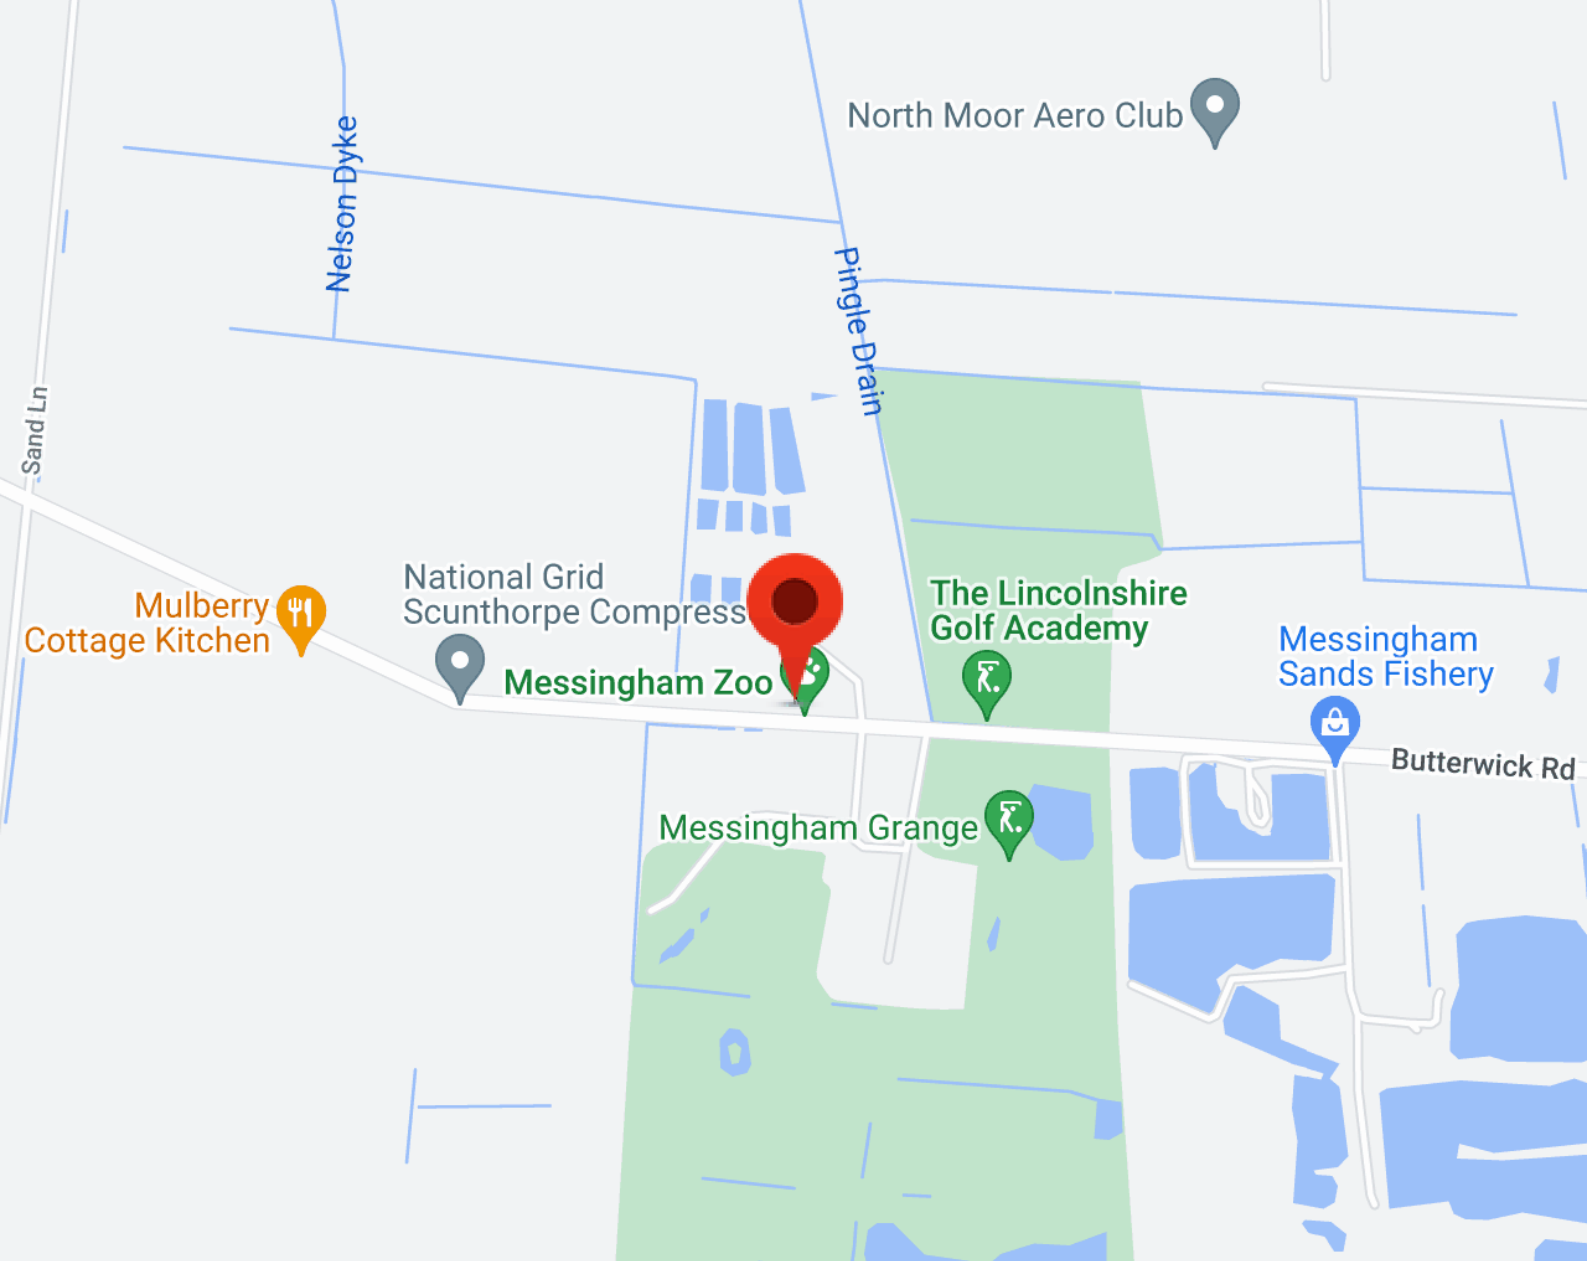 North Moor Aero Club
Nelson Dyke
Pingle Drain
Sand Ln
National Grid
Scunthorpe Compress
Mulberry
Cottage Kitchen
The Lincolnshire
Golf Academy
Messingham
Sands Fishery
Messingham Zoo
Butterwick Rd
Messingham Grange